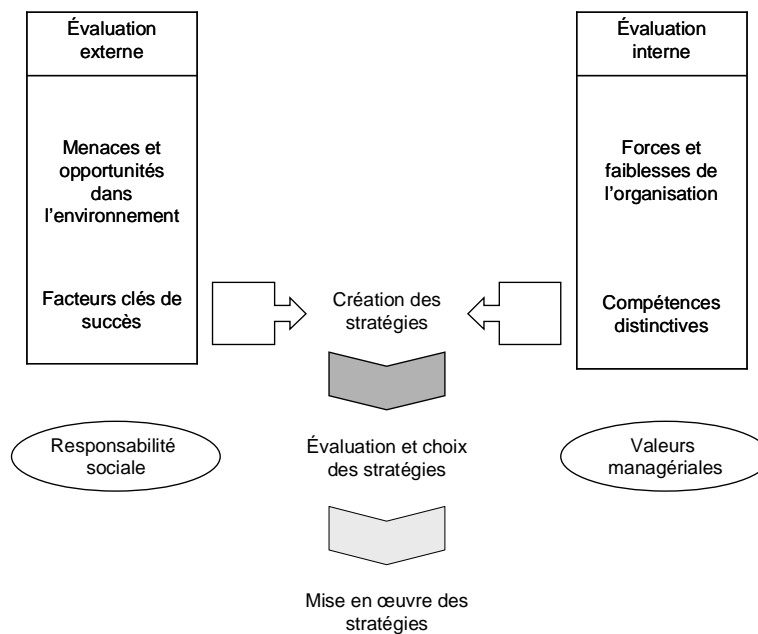 Évaluation
externe
Menaces et
opportunités
dans
l'environnement
Facteurs clés de
succès
Évaluation
interne
Forces et
faiblesses de
l'organisation
Compétences
distinctives
Création des
stratégies
Responsabilité
sociale
Évaluation et choix
des stratégies
Valeurs
managériales
Mise en œuvre des
stratégies